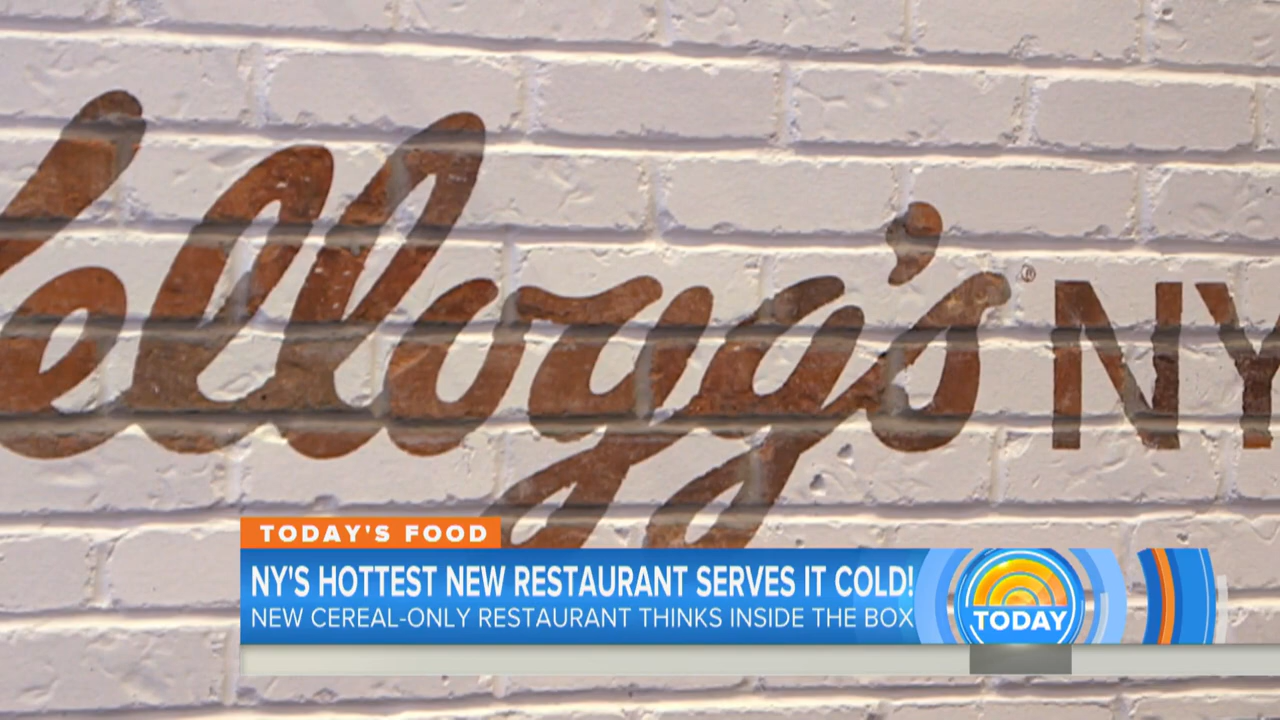 ellogg's® NY
TODAY'S FOOD
NY'S HOTTEST NEW RESTAURANT SERVES IT COLD!
NEW CEREAL-ONLY RESTAURANT THINKS INSIDE THE BOX
TODAY